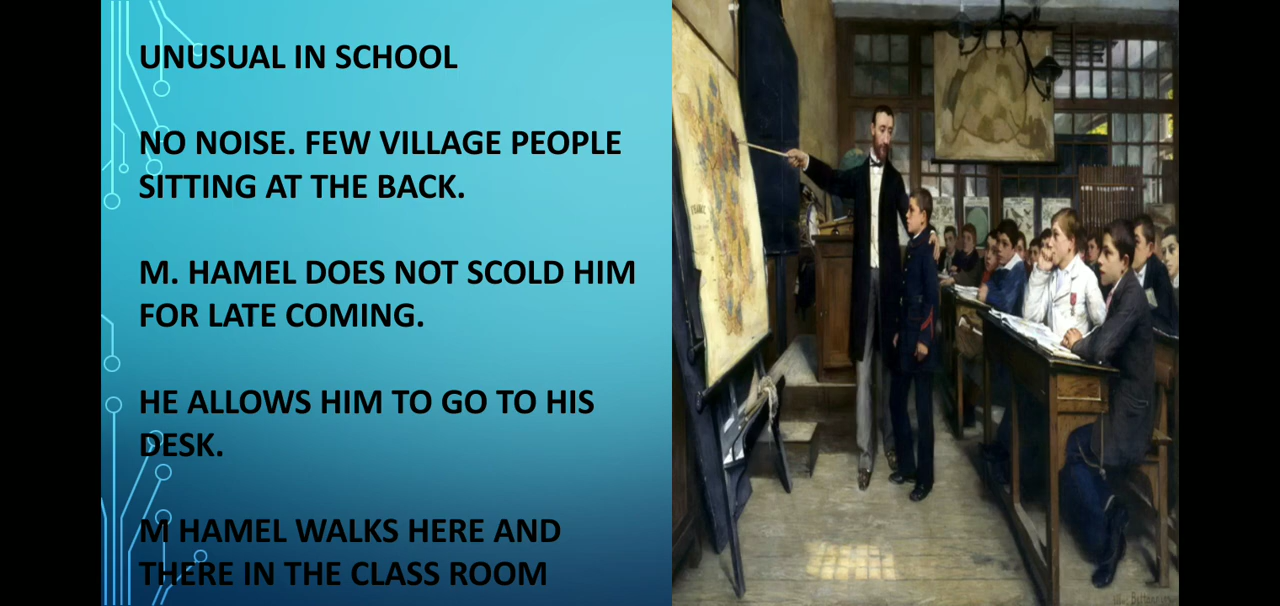 UNUSUAL IN SCHOOL
NO NOISE. FEW VILLAGE PEOPLE
SITTING AT THE BACK.
M. HAMEL DOES NOT SCOLD HIM
FOR LATE COMING.
HE ALLOWS HIM TO GO TO HIS
DESK.
M HAMEL WALKS HERE AND
THERE IN THE CLASS ROOM